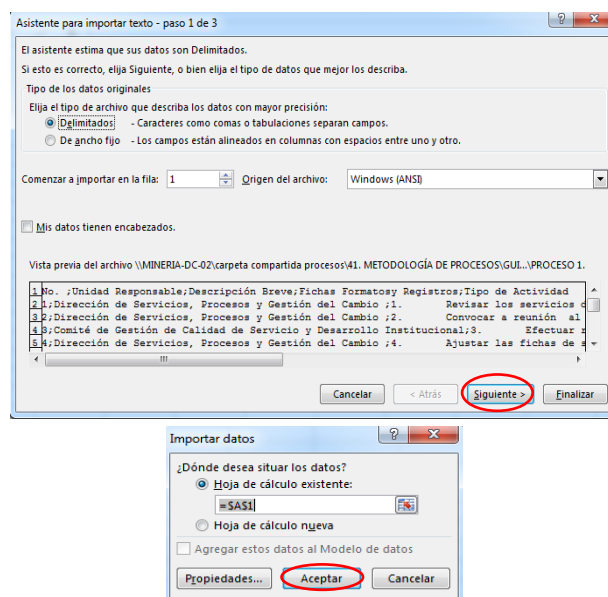 Asistente para importar texto - paso 1 de 3
El asistente estima que sus datos son Delimitados.
Si esto es correcto, elija Siguiente, o bien elija el tipo de datos que mejor los describa.
Tipo de los datos originales
Elija el tipo de archivo que describa los datos con mayor precisión:
Delimitados - Caracteres como comas o tabulaciones separan campos.
De ancho fijo - Los campos están alineados en columnas con espacios entre uno y otro.
Comenzar a importar en la fila: 1 Origen del archivo: Windows (ANSI)
Mis datos tienen encabezados.
Vista previa del archivo \\MINERIA-DC-02\carpeta compartida procesos\41. METODOLOGÍA DE PROCESOS\GUI...\PROCESO 1.
1 No. ;Unidad Responsable;Descripción Breve;Fichas Formatosy Registros;Tipo de Actividad
2 1;Dirección de Servicios, Procesos y Gestión del Cambio ;1. Revisar los servicios
3 2;Dirección de Servicios, Procesos y Gestión del Cambio ;2. Convocar a reunión al
4 3;Comité de Gestión de Calidad de Servicio y Desarrollo Institucional;3. Efectuar
5 4;Dirección de Servicios, Procesos y Gestión del Cambio ;4. Ajustar las fichas de
Cancelar < Atrás Siguiente > Finalizar
Importar datos
¿Dónde desea situar los datos?
Hoja de cálculo existente:
=$A$1
Hoja de cálculo nueva
Agregar estos datos al Modelo de datos
Propiedades... Aceptar Cancelar